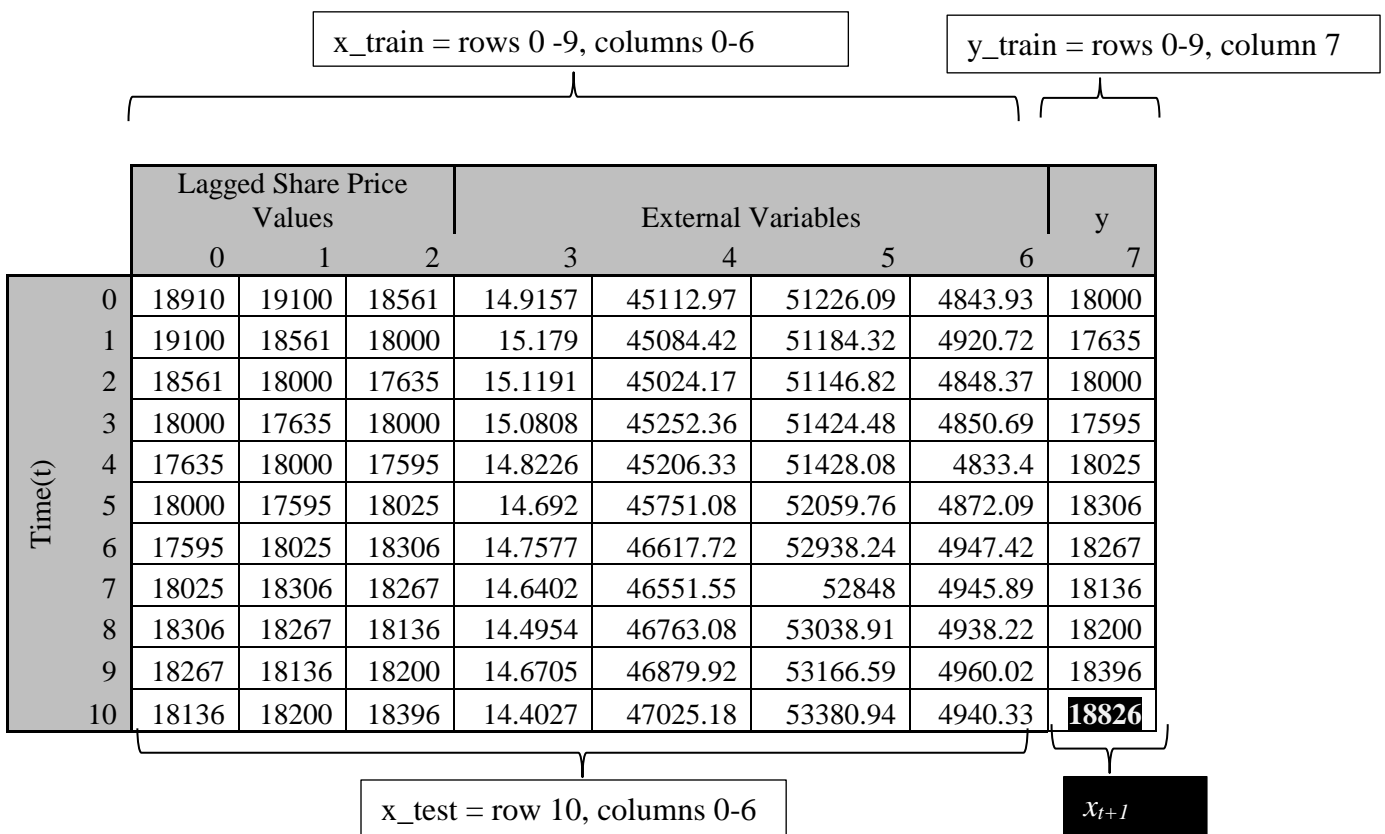 x_train = rows 0 -9, columns 0-6
y_train = rows 0-9, column 7
Lagged Share Price
Values
External Variables
y
0 1 2 3 4 5 6 7
Time(t)
0 18910 19100 18561 14.9157 45112.97 51226.09 4843.93 18000
1 19100 18561 18000 15.179 45084.42 51184.32 4920.72 17635
2 18561 18000 17635 15.1191 45024.17 51146.82 4848.37 18000
3 18000 17635 18000 15.0808 45252.36 51424.48 4850.69 17595
4 17635 18000 17595 14.8226 45206.33 51428.08 4833.4 18025
5 18000 17595 18025 14.692 45751.08 52059.76 4872.09 18306
6 17595 18025 18306 14.7577 46617.72 52938.24 4947.42 18267
7 18025 18306 18267 14.6402 46551.55 52848 4945.89 18136
8 18306 18267 18136 14.4954 46763.08 53038.91 4938.22 18200
9 18267 18136 18200 14.6705 46879.92 53166.59 4960.02 18396
10 18136 18200 18396 14.4027 47025.18 53380.94 4940.33 18826
x_test = row 10, columns 0-6
xt+1